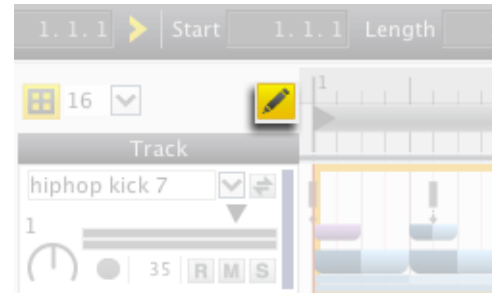 1. 1. 1 Start 1. 1. 1 Length
16
1
Track
hiphop kick 7
1
35 R M S